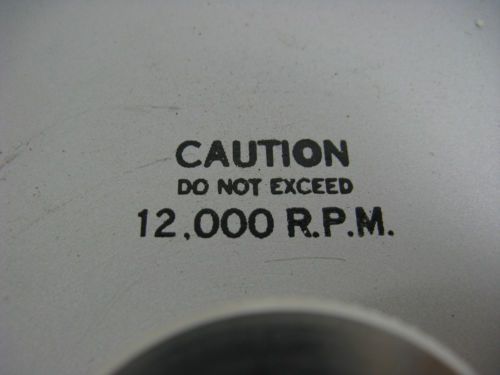 CAUTION
DO NOT EXCEED
12,000 R.P.M.